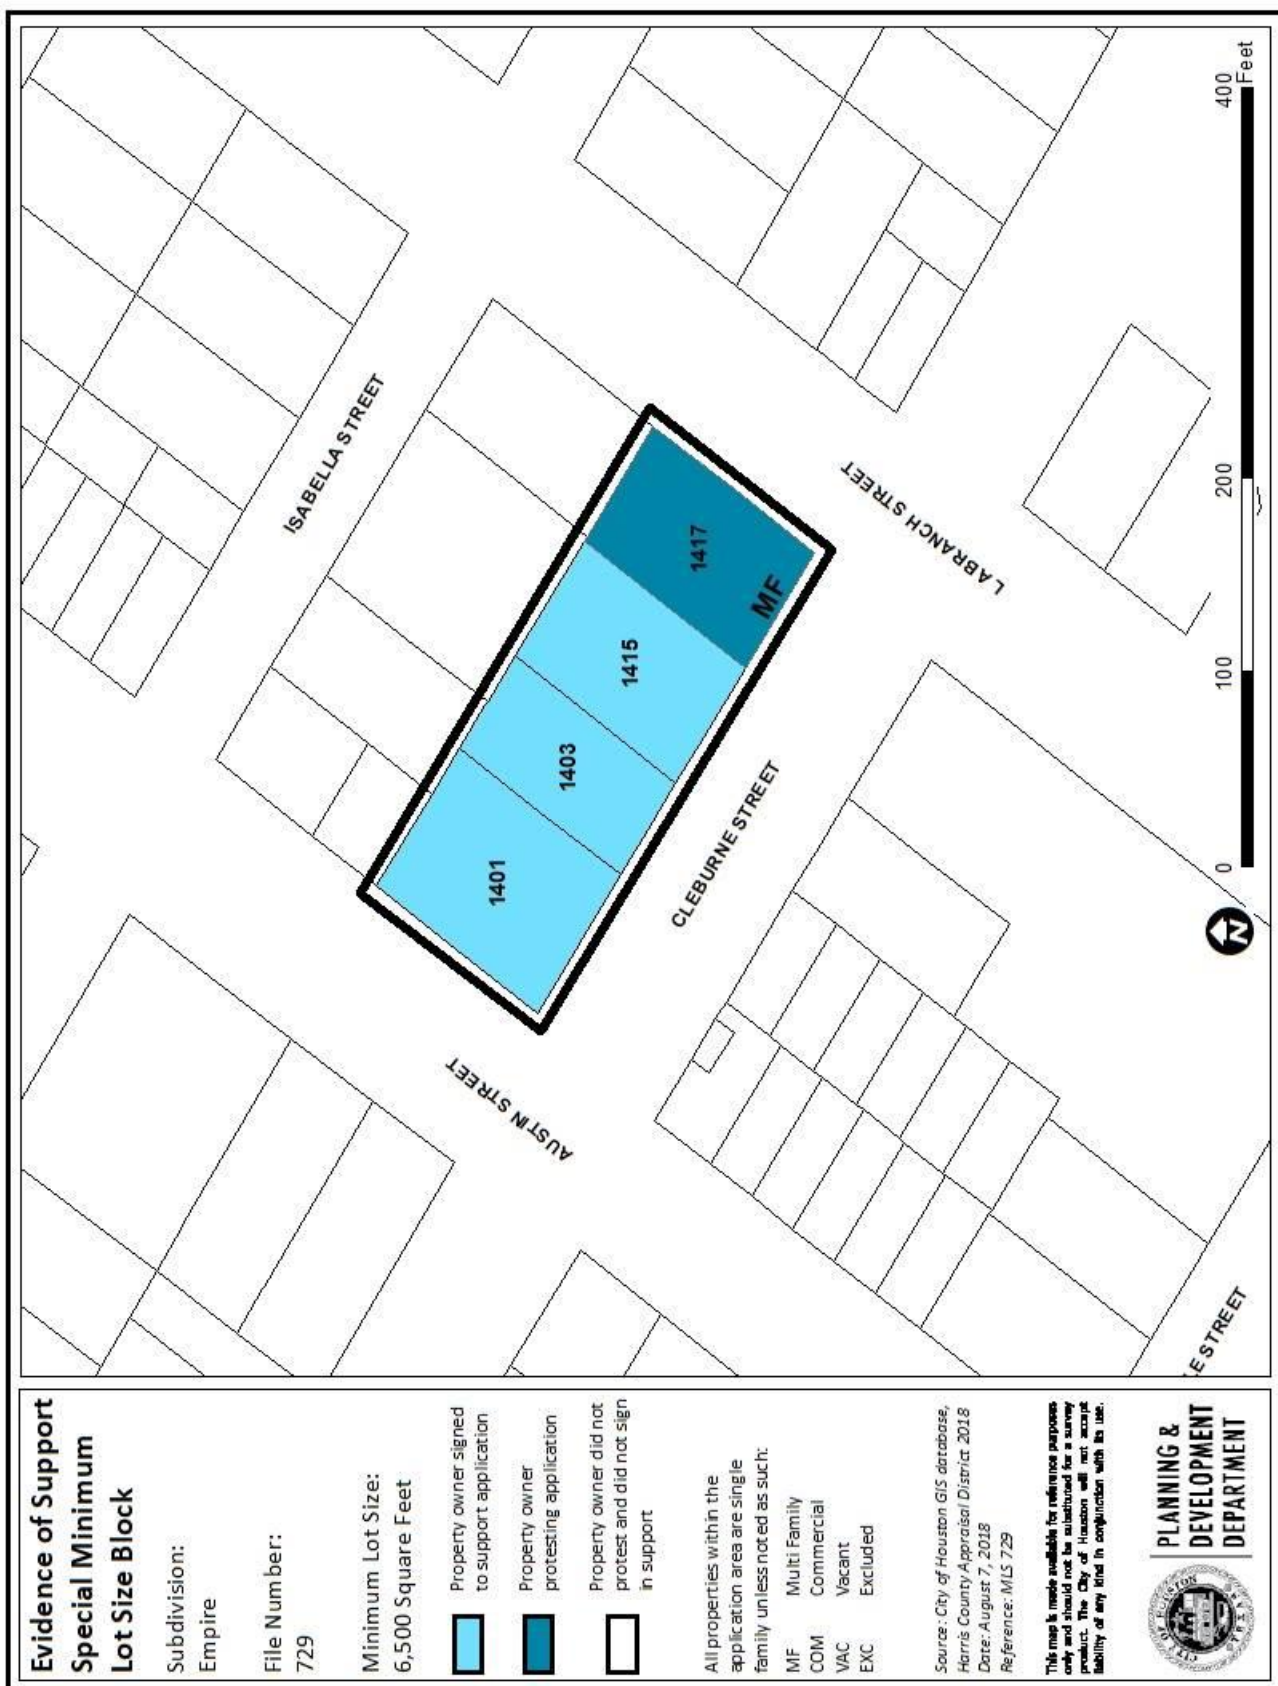 Evidence of Support
Special Minimum
Lot Size Block
Subdivision:
Empire
File Number:
729
Minimum Lot Size:
6,500 Square Feet
Property owner signed
to support application
Property owner
protesting application
Property owner did not
protest and did not sign
in support
All properties within the
application area are single
family unless noted as such:
MF Multi Family
COM Commercial
VAC Vacant
EXC Excluded
Source: City of Houston GIS database,
Harris County Appraisal District 2018
Date: August 7, 2018
Reference: MLS 729
This map is made available for reference purposes
only and should not be substituted for a survey
product. The City of Houston will not accept
liability of any kind in conjunction with its use.
CITY OF HOUSTON
TEXAS
PLANNING &
DEVELOPMENT
DEPARTMENT
ISABELLA STREET
AUSTIN STREET
1401
1403
1415
1417
MF
CLEBURNE STREET
LABRANCH STREET
LE STREET
N
0 100 200 400
Feet